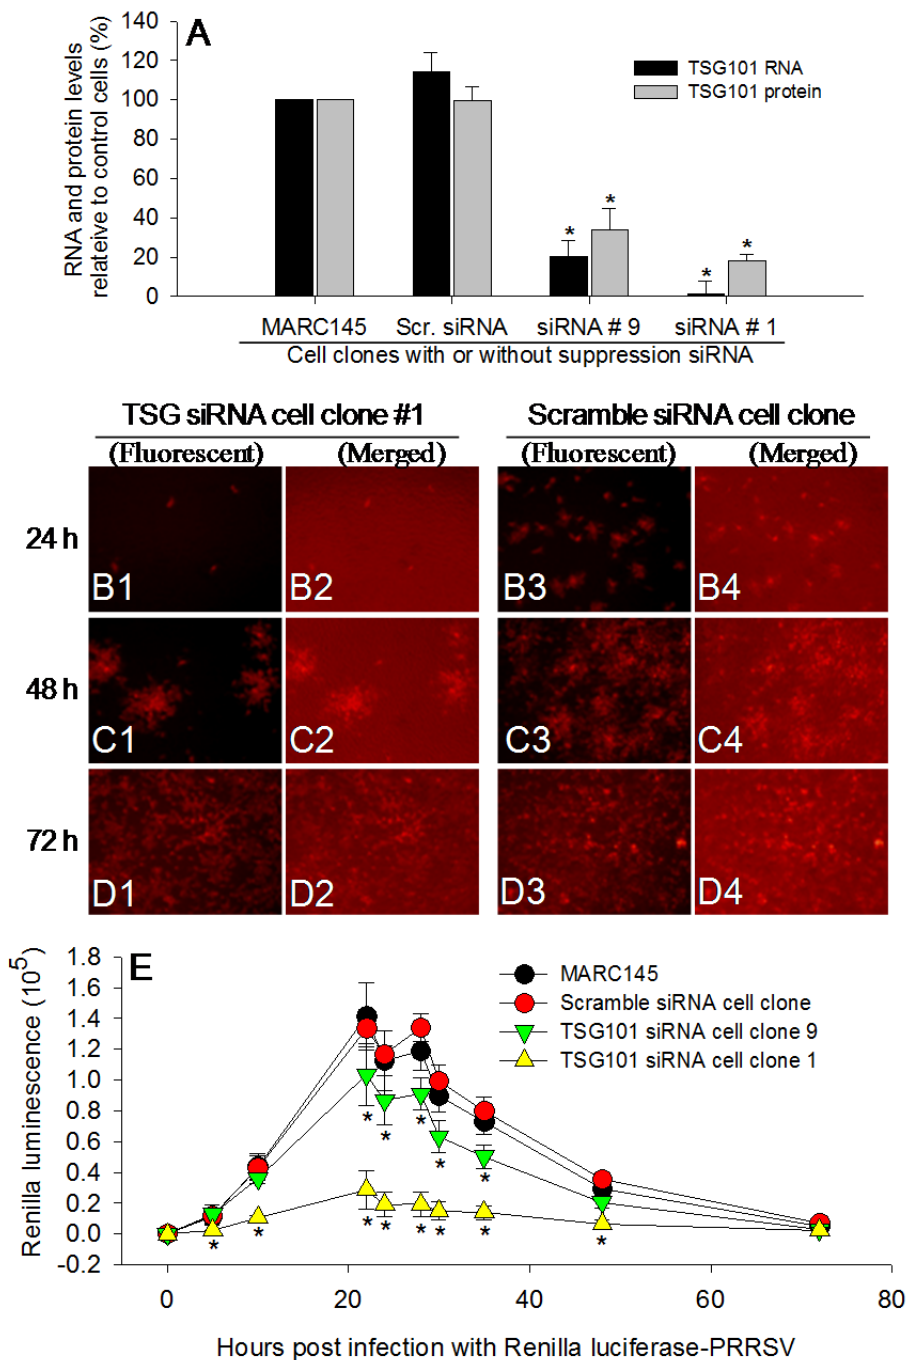 A
RNA and protein levels
relateive to control cells (%)
140
120
100
80
60
40
20
0
TSG101 RNA
TSG101 protein
*
*
*
*
MARC145 Scr. siRNA siRNA # 9 siRNA # 1
Cell clones with or without suppression siRNA
TSG siRNA cell clone #1 Scramble siRNA cell clone
(Fluorescent) (Merged) (Fluorescent) (Merged)
24 h
B1 B2 B3 B4
48 h
C1 C2 C3 C4
72 h
D1 D2 D3 D4
E
Renilla luminescence (10^5)
1.8
1.6
1.4
1.2
1.0
0.8
0.6
0.4
0.2
0.0
-0.2
MARC145
Scramble siRNA cell clone
TSG101 siRNA cell clone 9
TSG101 siRNA cell clone 1
* * * * *
* * * * * * * *
0 20 40 60 80
Hours post infection with Renilla luciferase-PRRSV